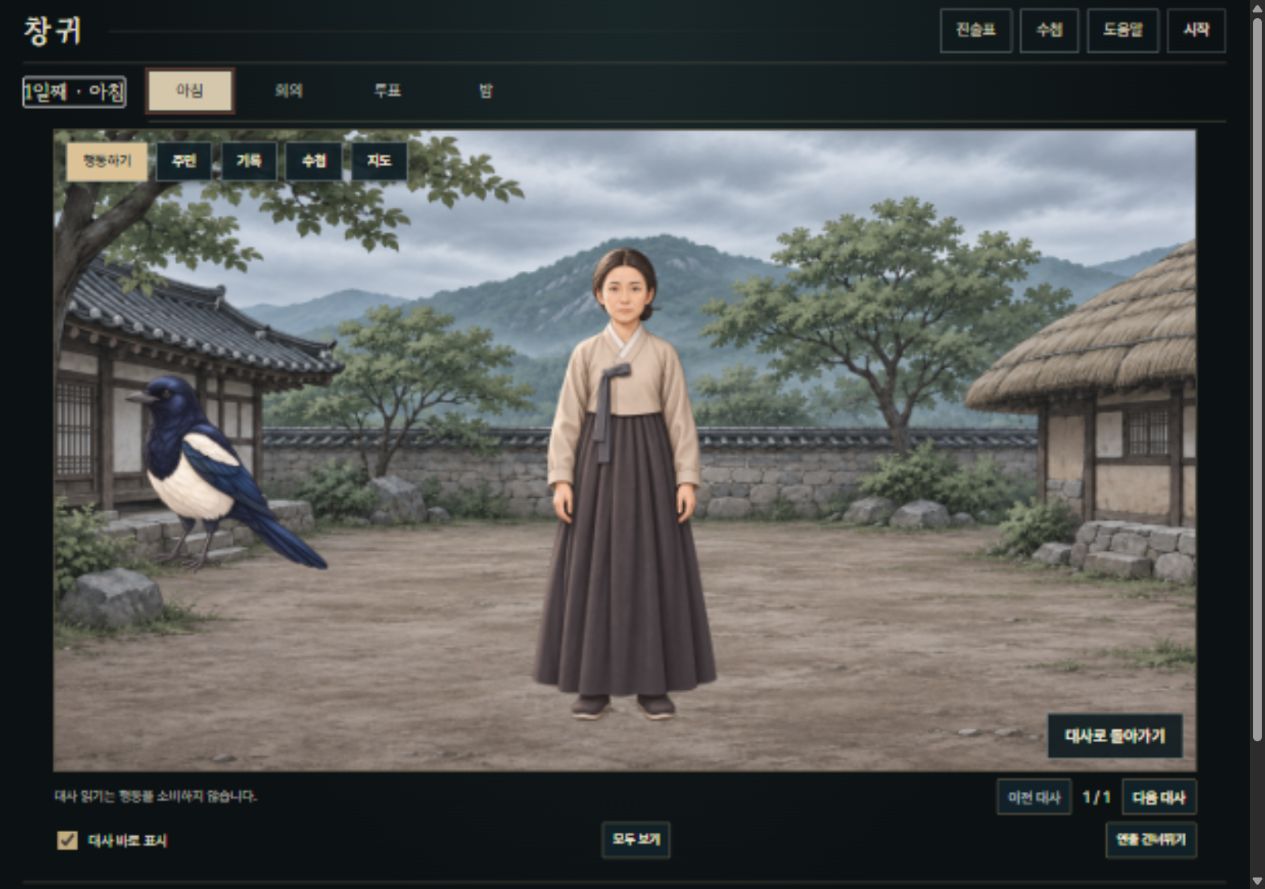 창귀
진술표 수첩 도움말 시작
1일째 · 아침 아침 회의 투표 밤
행동하기 주민 기록 수첩 지도
대사로 돌아가기
대사 읽기는 행동을 소비하지 않습니다.
이전 대사 1 / 1 다음 대사
대사 바로 표시 모두 보기 연출 건너뛰기